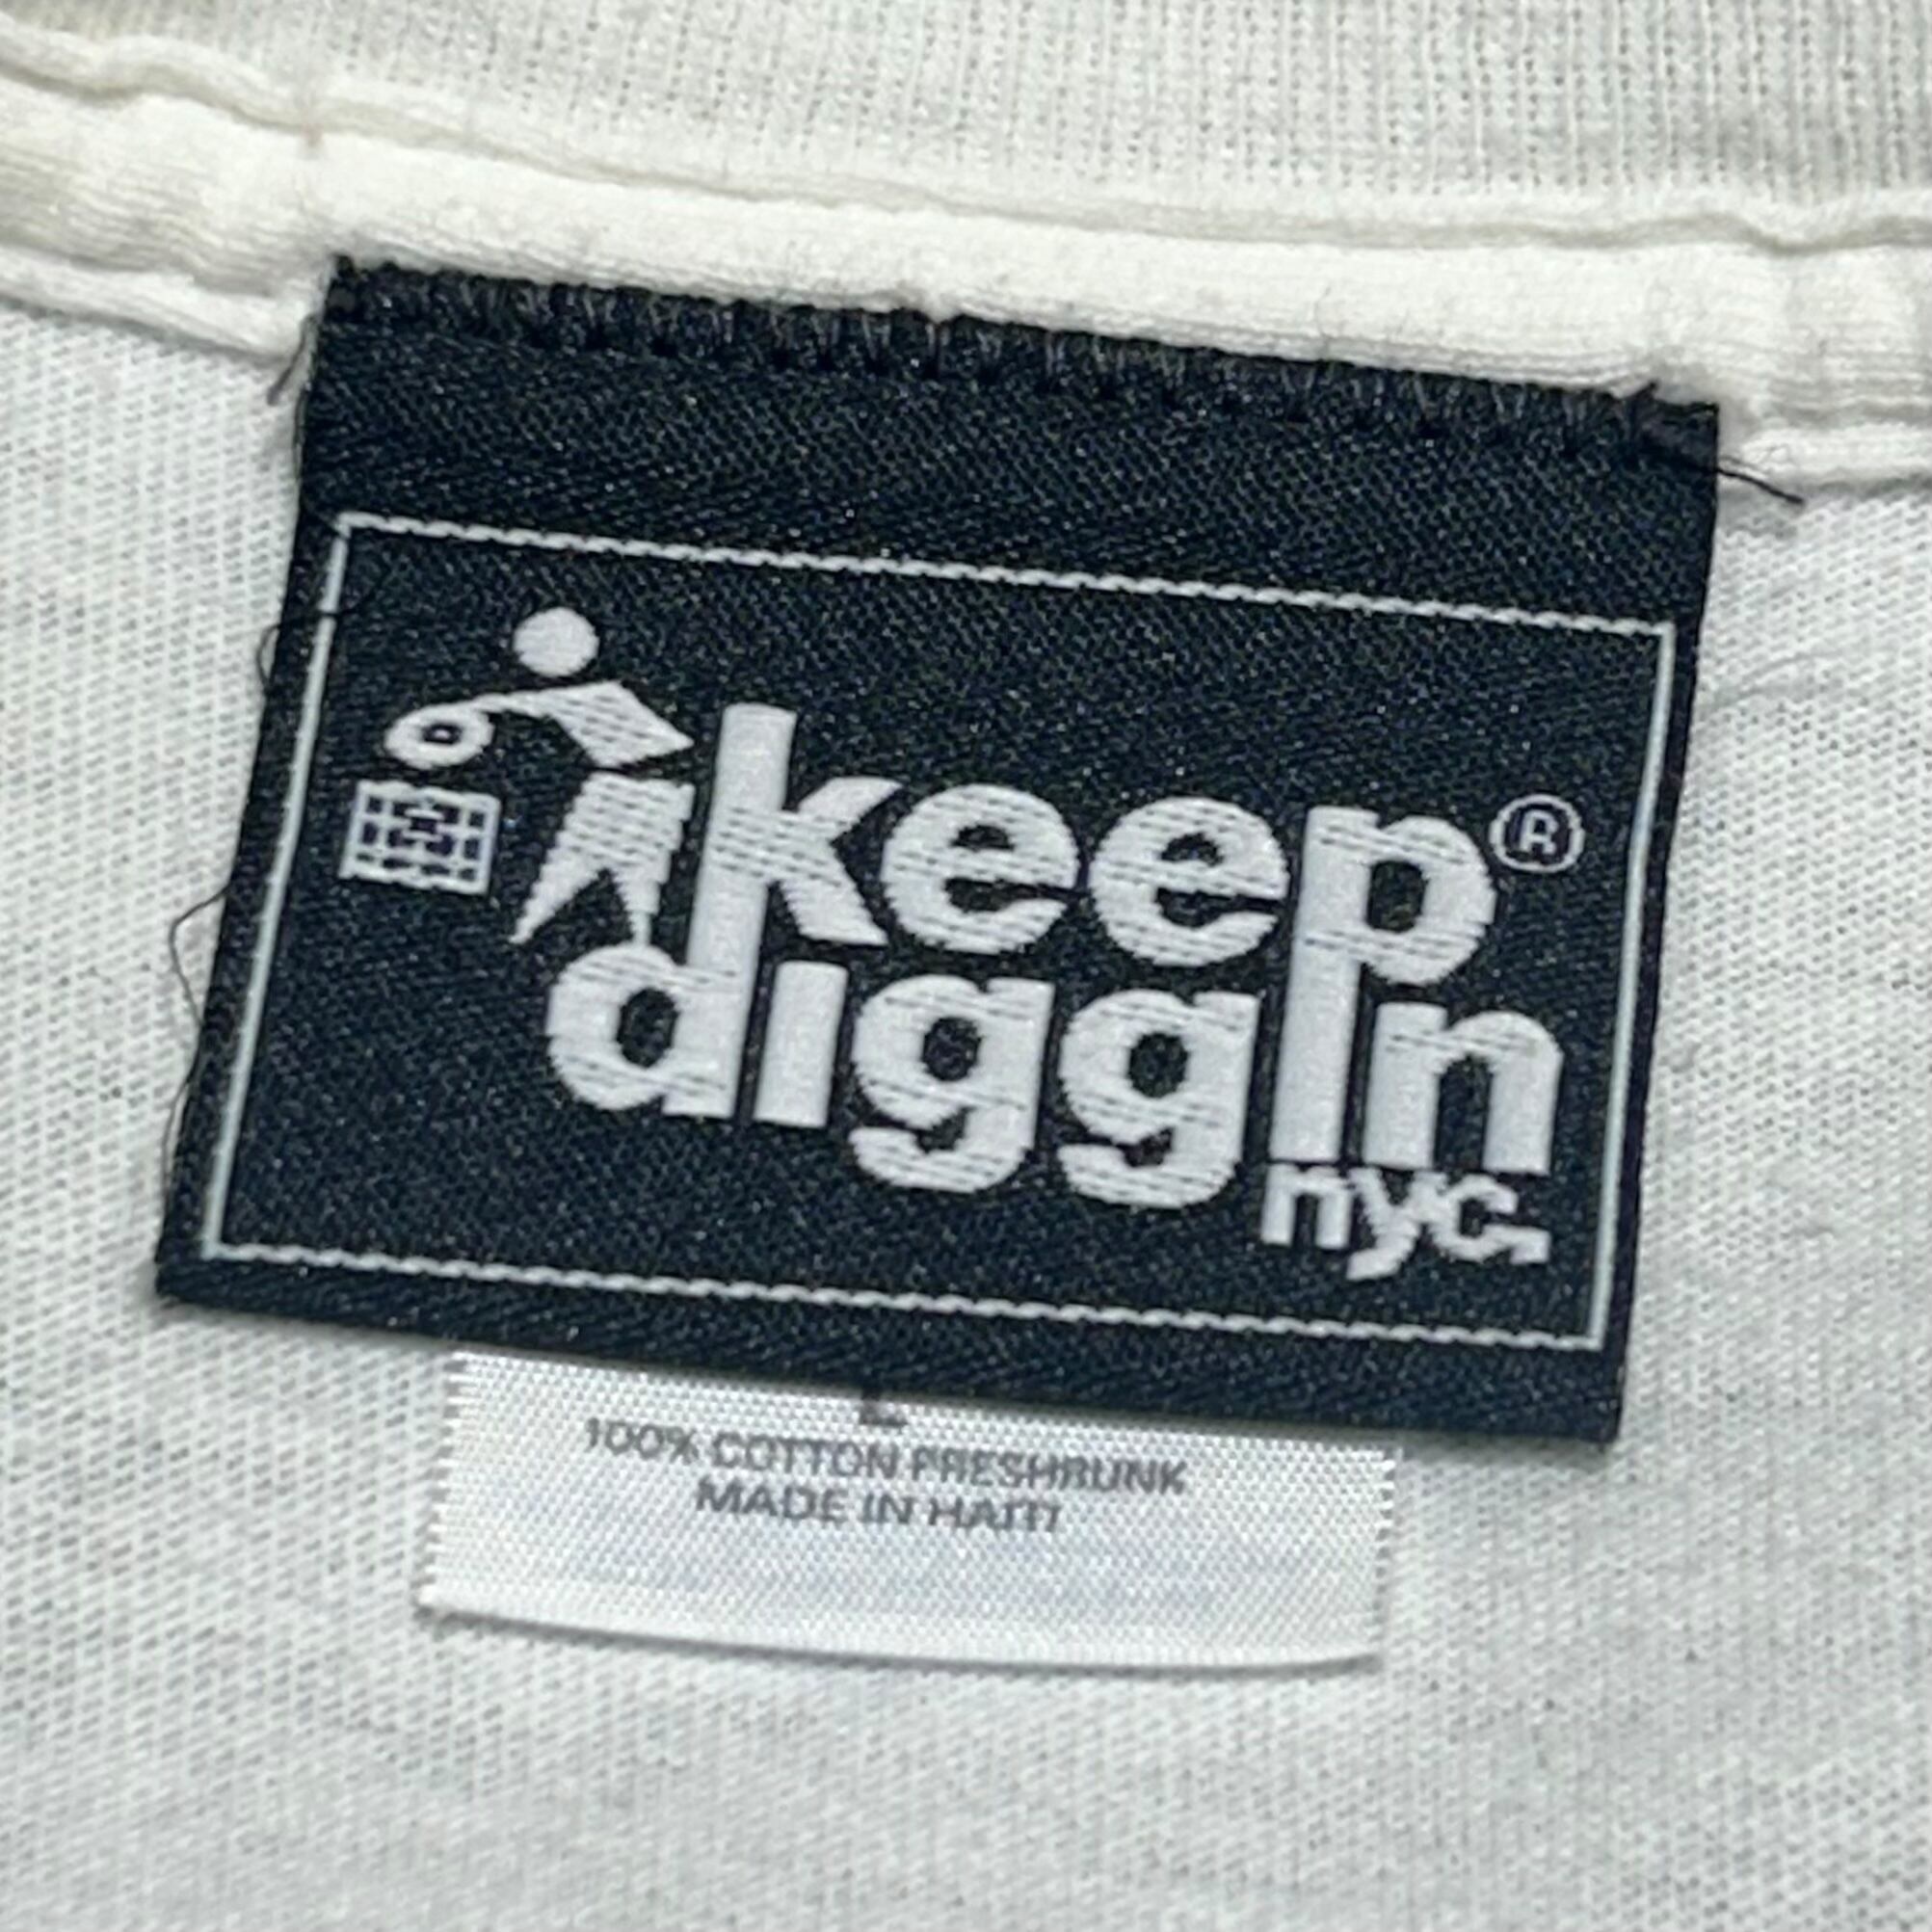 keep®
diggin
nyc.
L
100% COTTON PRESHRUNK
MADE IN HAITI